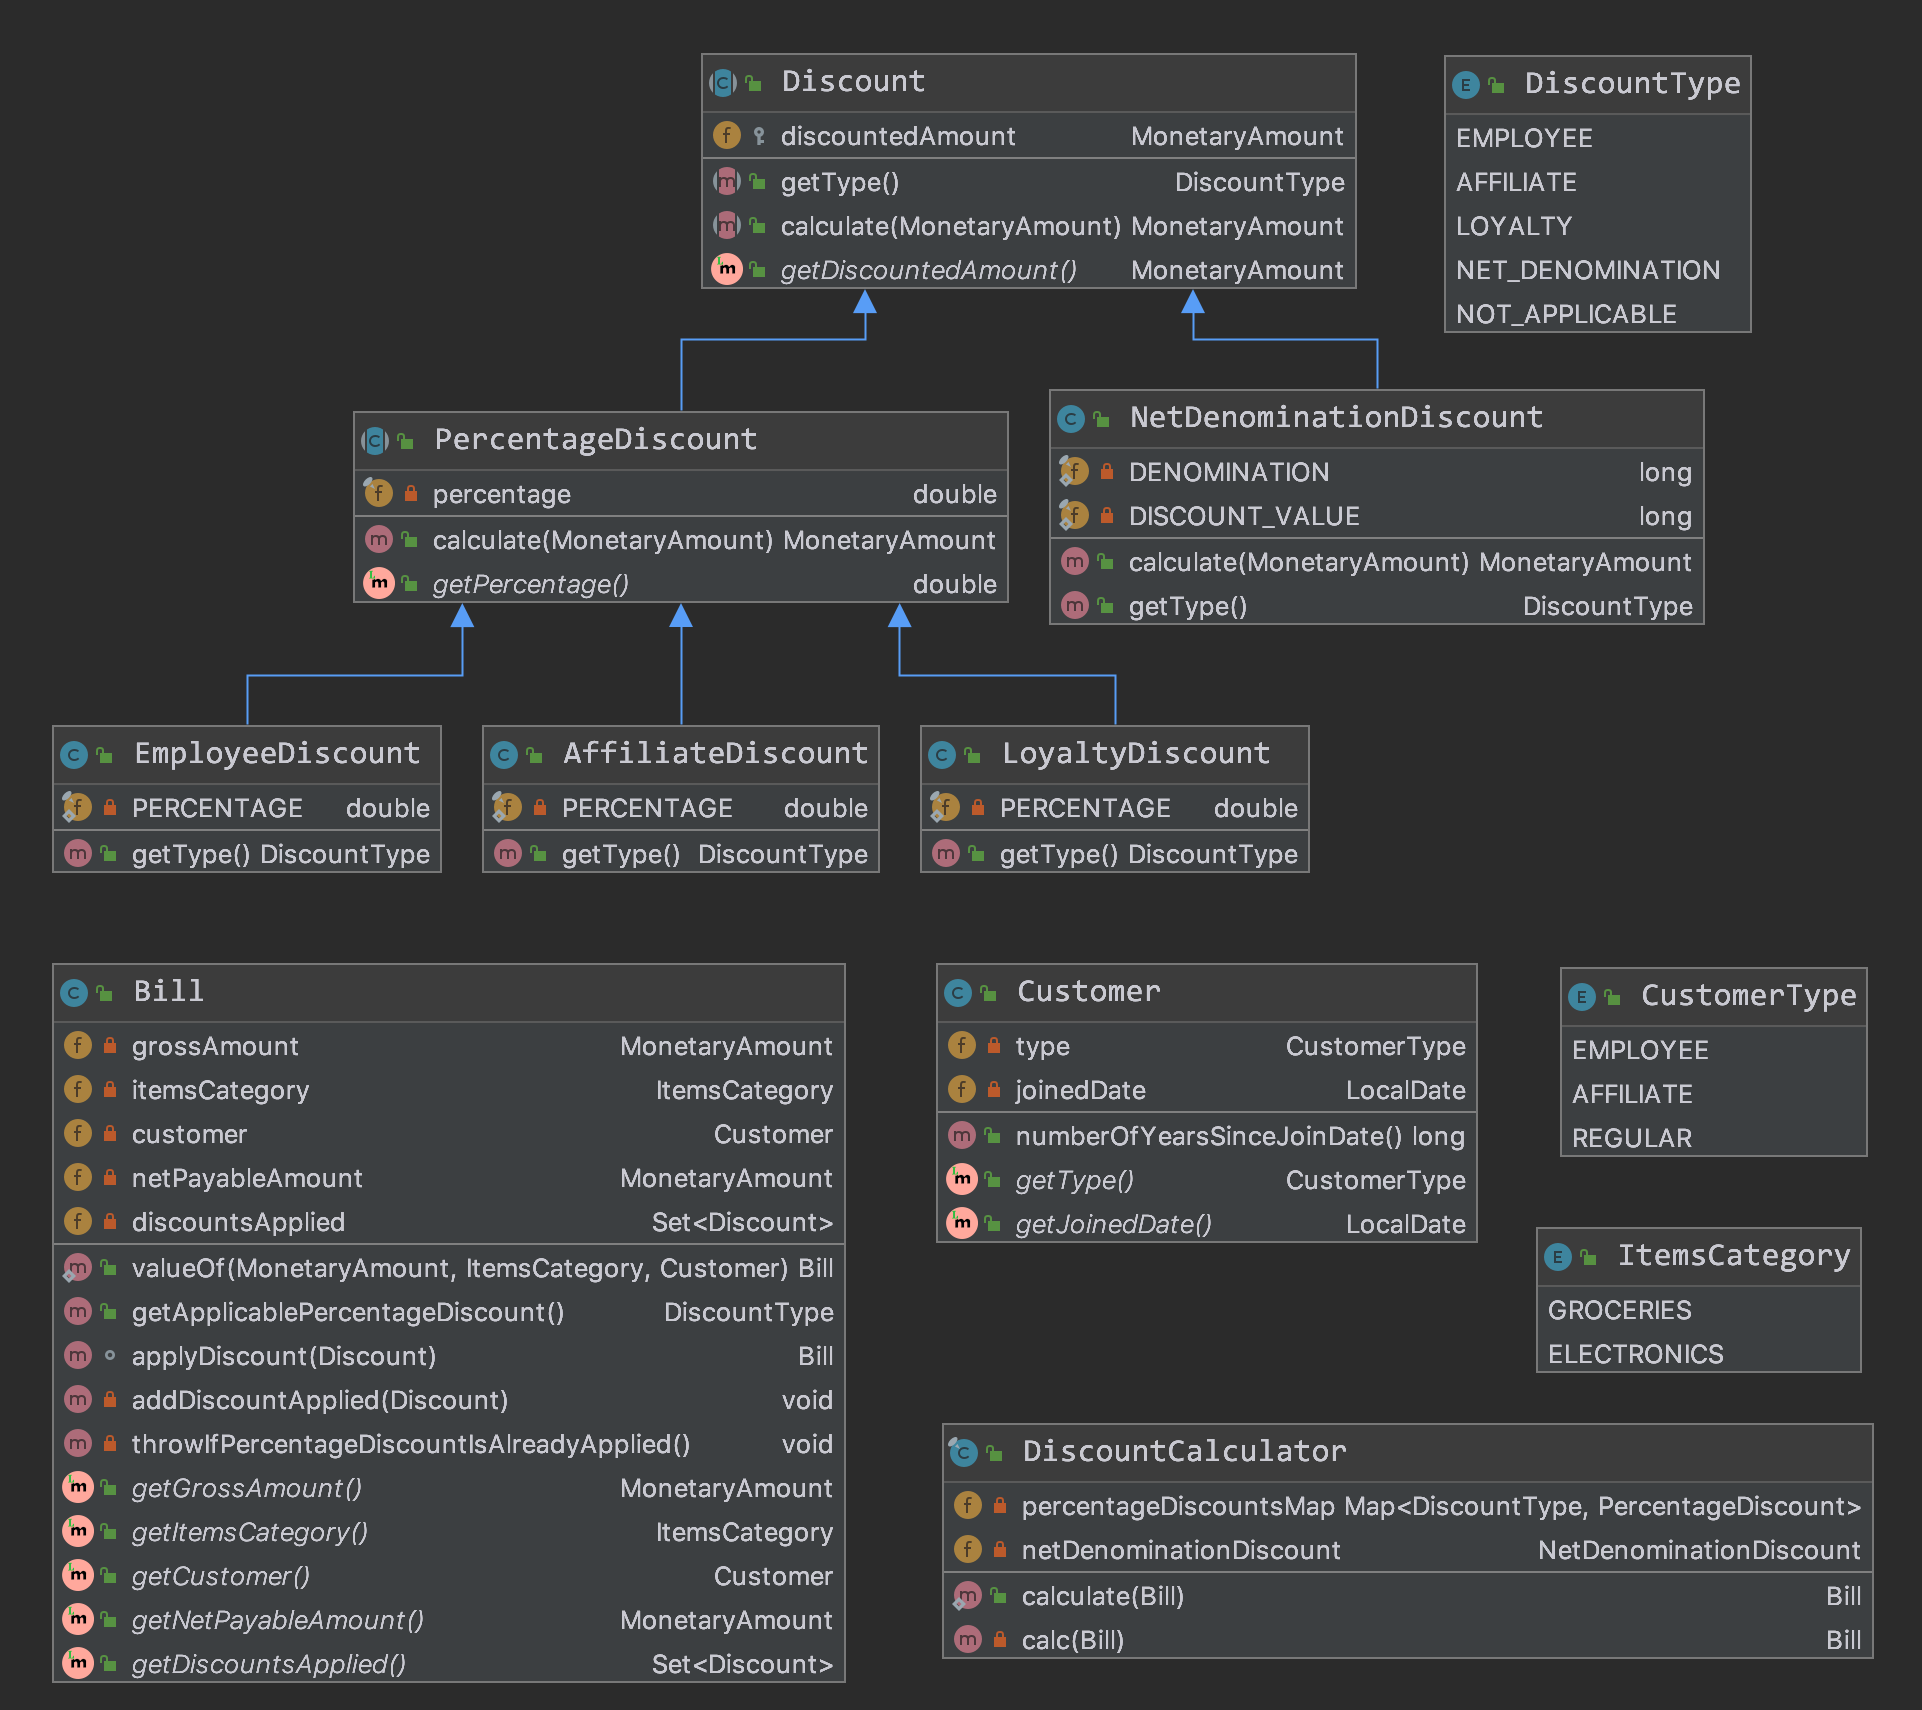 Discount
discountedAmount MonetaryAmount
getType() DiscountType
calculate(MonetaryAmount) MonetaryAmount
getDiscountedAmount() MonetaryAmount
DiscountType
EMPLOYEE
AFFILIATE
LOYALTY
NET_DENOMINATION
NOT_APPLICABLE
PercentageDiscount
percentage double
calculate(MonetaryAmount) MonetaryAmount
getPercentage() double
NetDenominationDiscount
DENOMINATION long
DISCOUNT_VALUE long
calculate(MonetaryAmount) MonetaryAmount
getType() DiscountType
EmployeeDiscount
PERCENTAGE double
getType() DiscountType
AffiliateDiscount
PERCENTAGE double
getType() DiscountType
LoyaltyDiscount
PERCENTAGE double
getType() DiscountType
Bill
grossAmount MonetaryAmount
itemsCategory ItemsCategory
customer Customer
netPayableAmount MonetaryAmount
discountsApplied Set<Discount>
valueOf(MonetaryAmount, ItemsCategory, Customer) Bill
getApplicablePercentageDiscount() DiscountType
applyDiscount(Discount) Bill
addDiscountApplied(Discount) void
throwIfPercentageDiscountIsAlreadyApplied() void
getGrossAmount() MonetaryAmount
getItemsCategory() ItemsCategory
getCustomer() Customer
getNetPayableAmount() MonetaryAmount
getDiscountsApplied() Set<Discount>
Customer
type CustomerType
joinedDate LocalDate
numberOfYearsSinceJoinDate() long
getType() CustomerType
getJoinedDate() LocalDate
CustomerType
EMPLOYEE
AFFILIATE
REGULAR
ItemsCategory
GROCERIES
ELECTRONICS
DiscountCalculator
percentageDiscountsMap Map<DiscountType, PercentageDiscount>
netDenominationDiscount NetDenominationDiscount
calculate(Bill) Bill
calc(Bill) Bill